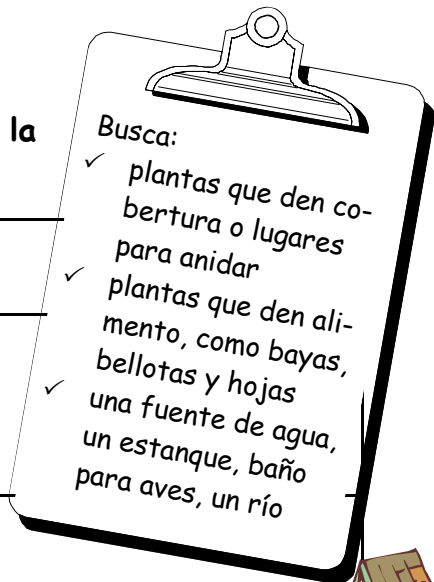 la
Busca:
✓ plantas que den co-
bertura o lugares
para anidar
✓ plantas que den ali-
mento, como bayas,
bellotas y hojas
✓ una fuente de agua,
un estanque, baño
para aves, un río